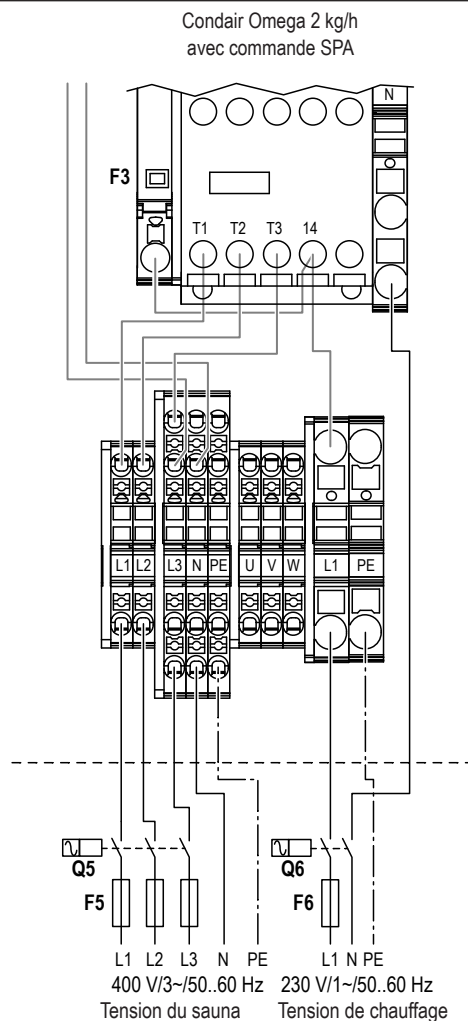 Condair Omega 2 kg/h
avec commande SPA
N
F3
T1 T2 T3 14
L1 L2 L3 N PE U V W L1 PE
Q5 Q6
F5 F6
L1 L2 L3 N PE L1 N PE
400 V/3~/50..60 Hz 230 V/1~/50..60 Hz
Tension du sauna Tension de chauffage